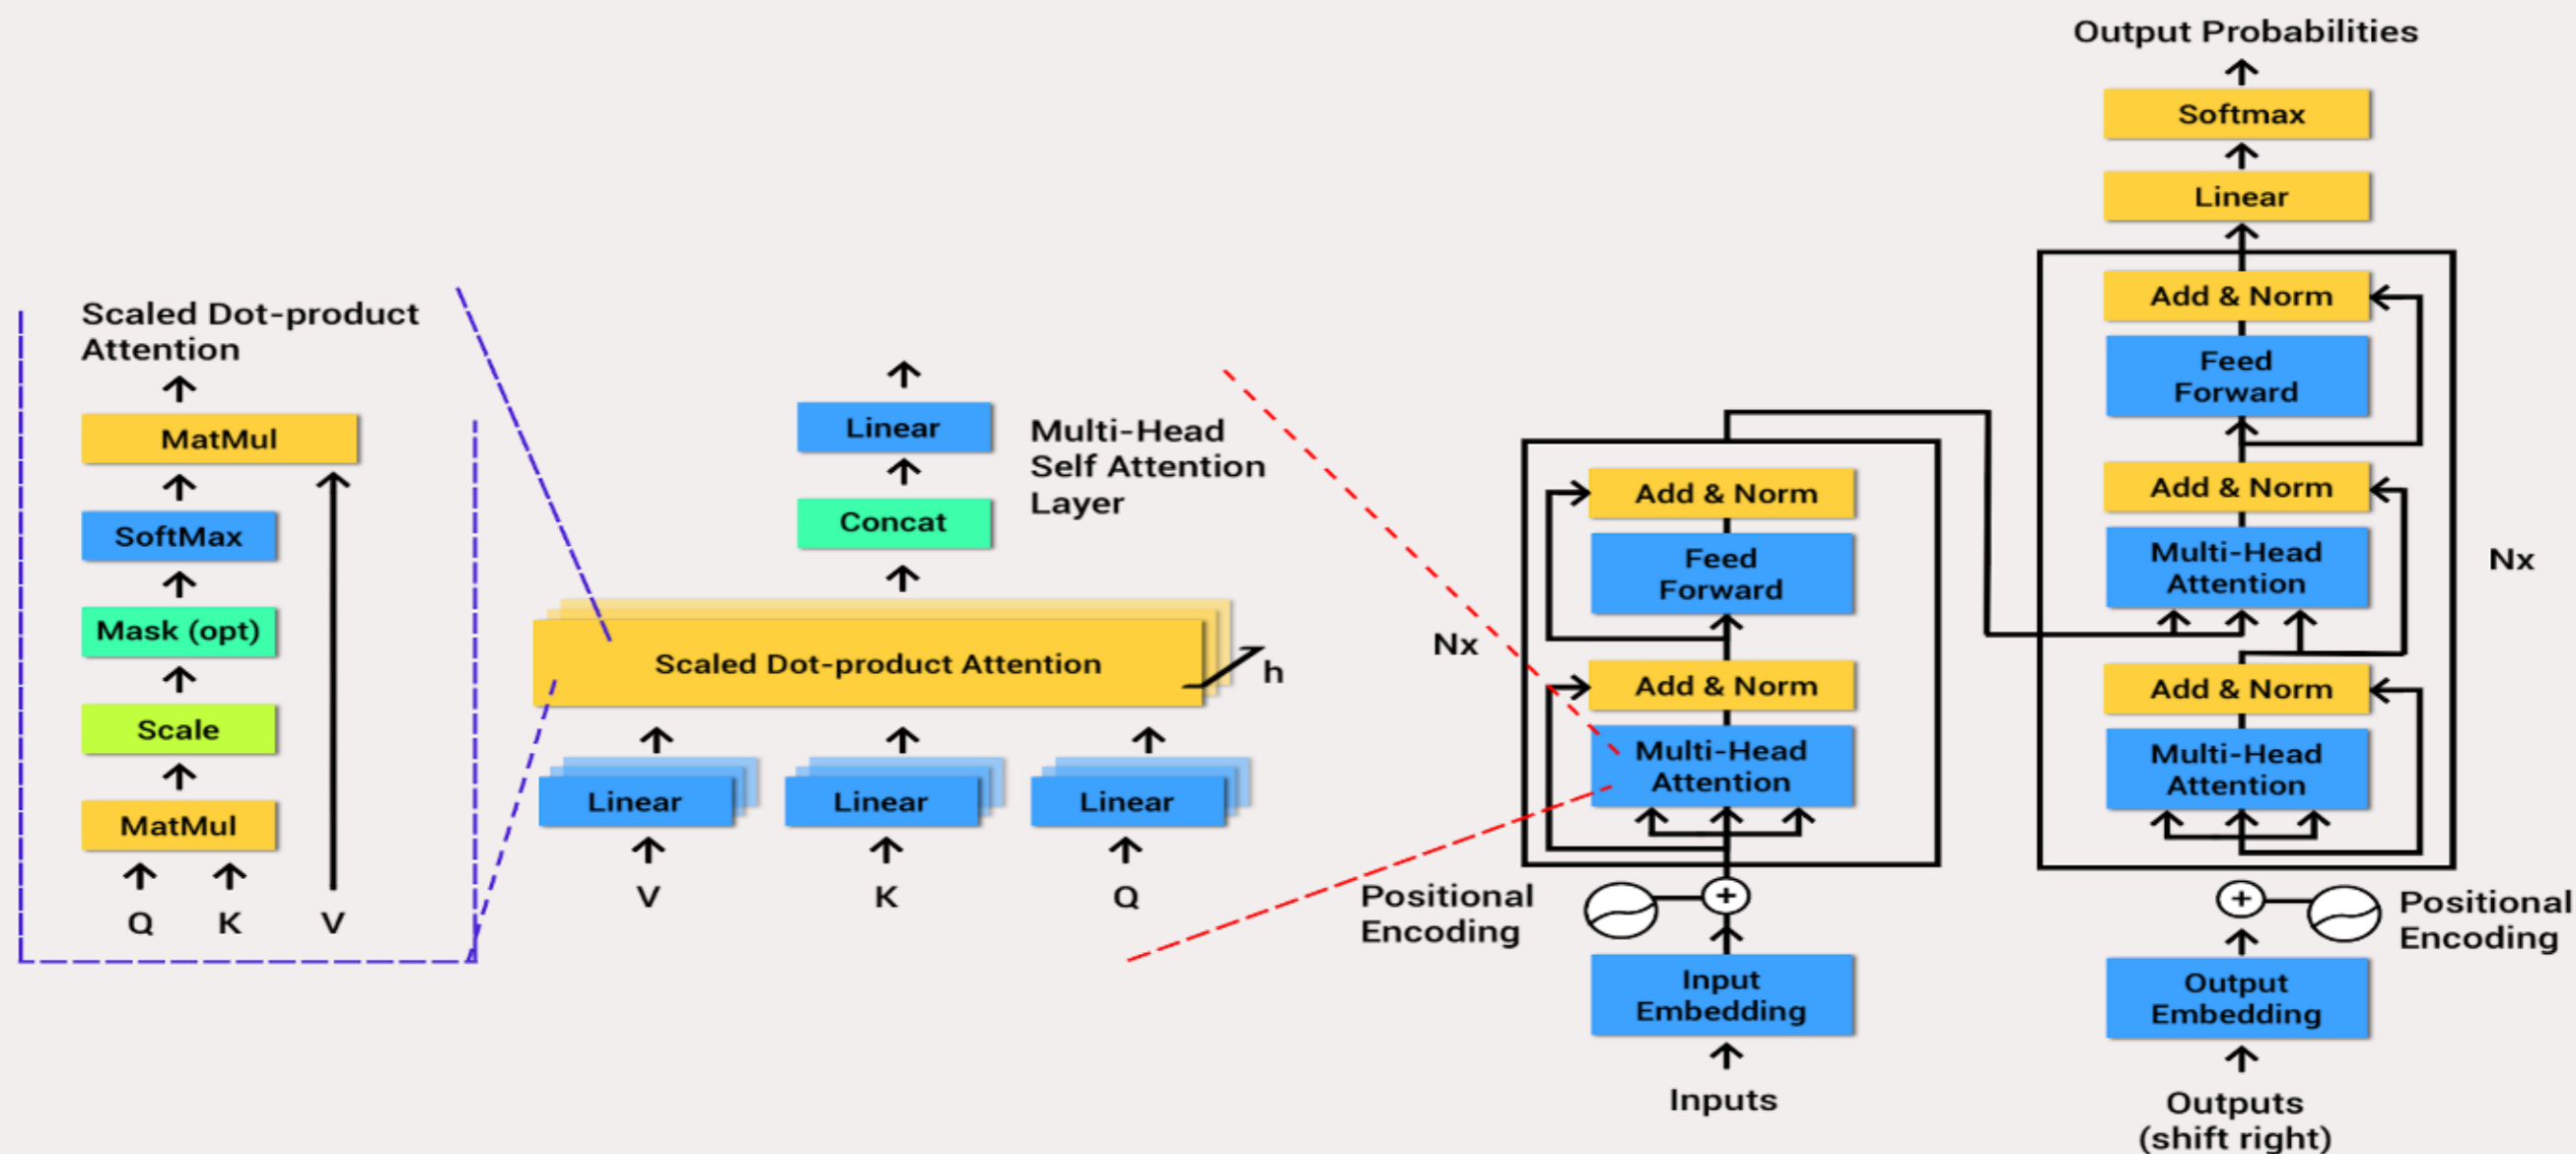 Scaled Dot-product
Attention
MatMul
SoftMax
Mask (opt)
Scale
MatMul
Q
K
V
Linear
Multi-Head
Self Attention
Layer
Concat
Scaled Dot-product Attention
h
Linear
Linear
Linear
V
K
Q
Nx
Add & Norm
Feed
Forward
Add & Norm
Multi-Head
Attention
Positional
Encoding
+
Input
Embedding
Inputs
Output Probabilities
Softmax
Linear
Add & Norm
Feed
Forward
Add & Norm
Multi-Head
Attention
Nx
Add & Norm
Multi-Head
Attention
+
Positional
Encoding
Output
Embedding
Outputs
(shift right)